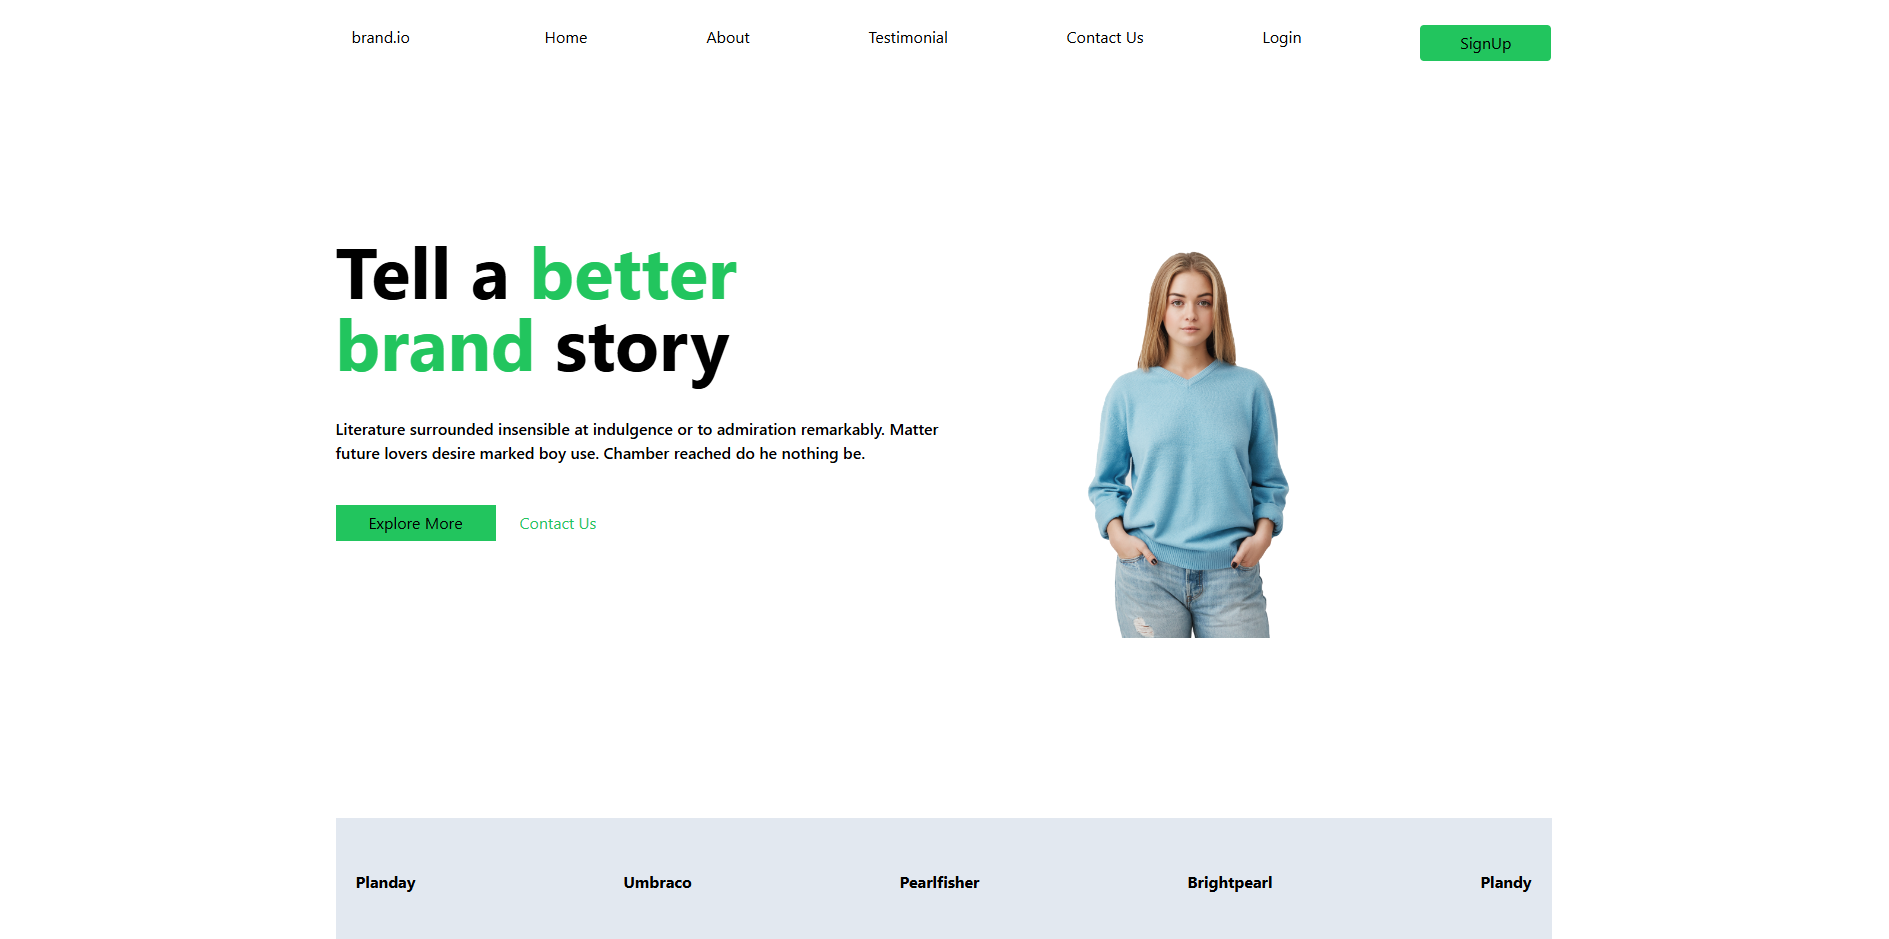 brand.io Home About Testimonial Contact Us Login SignUp
Tell a better
brand story
Literature surrounded insensible at indulgence or to admiration remarkably. Matter
future lovers desire marked boy use. Chamber reached do he nothing be.
Explore More Contact Us
Planday Umbraco Pearlfisher Brightpearl Plandy